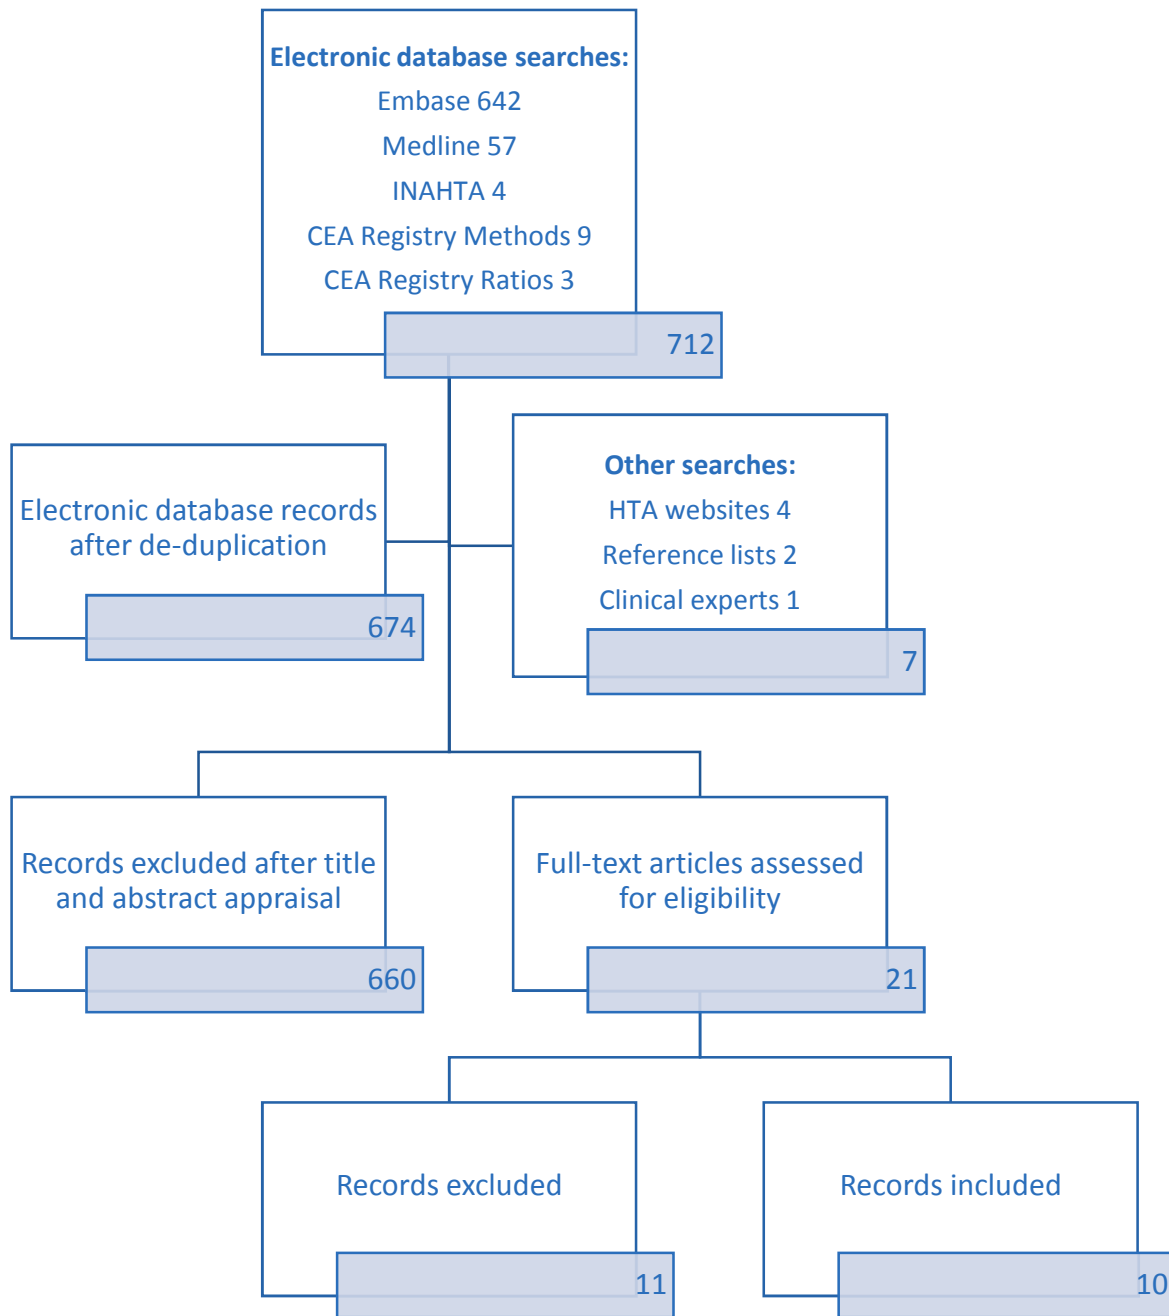 Electronic database searches:
Embase 642
Medline 57
INAHTA 4
CEA Registry Methods 9
CEA Registry Ratios 3
712
Electronic database records
after de-duplication
674
Other searches:
HTA websites 4
Reference lists 2
Clinical experts 1
7
Records excluded after title
and abstract appraisal
660
Full-text articles assessed
for eligibility
21
Records excluded
11
Records included
10